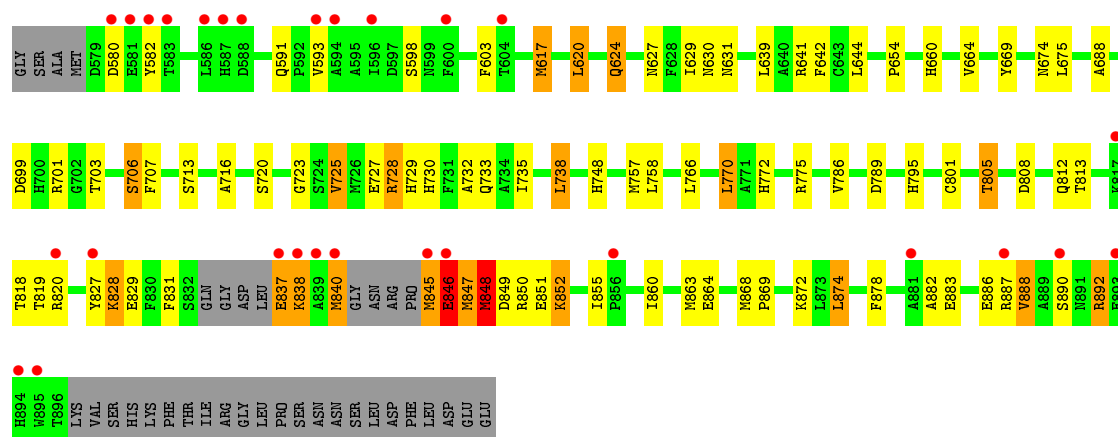 GLY SER ALA MET D579 D580 E581 Y582 T583 L586 H587 D588 Q591 P592 V593 A594 A595 I596 D597 S598 N599 F600 F603 T604 M617 L620 Q624 N627 F628 I629 N630 N631 L639 A640 R641 F642 C643 L644 P654 H660 V664 Y669 N674 L675 A688
D699 H700 R701 G702 T703 S706 F707 S713 A716 S720 G723 S724 V725 M726 E727 R728 H729 H730 F731 A732 Q733 A734 I735 L738 H748 M757 L758 L766 L770 A771 H772 R775 V786 D789 H795 C801 T805 D808 Q812 T813 K817
T818 T819 R820 Y827 K828 E829 F830 F831 S832 GLN GLY ASP LEU E837 K838 A839 M840 GLY ASN ARG PRO M845 E846 M847 M848 D849 R850 E851 K852 I855 P856 I860 M863 E864 M868 P869 K872 L873 L874 F878 A881 A882 E883 E886 R887 V888 A889 S890 N891 R892 E893
H894 W895 T896 LYS VAL SER HIS LYS PHE THR ILE ARG GLY LEU PRO SER ASN ASN SER LEU ASP PHE LEU ASP GLU GLU